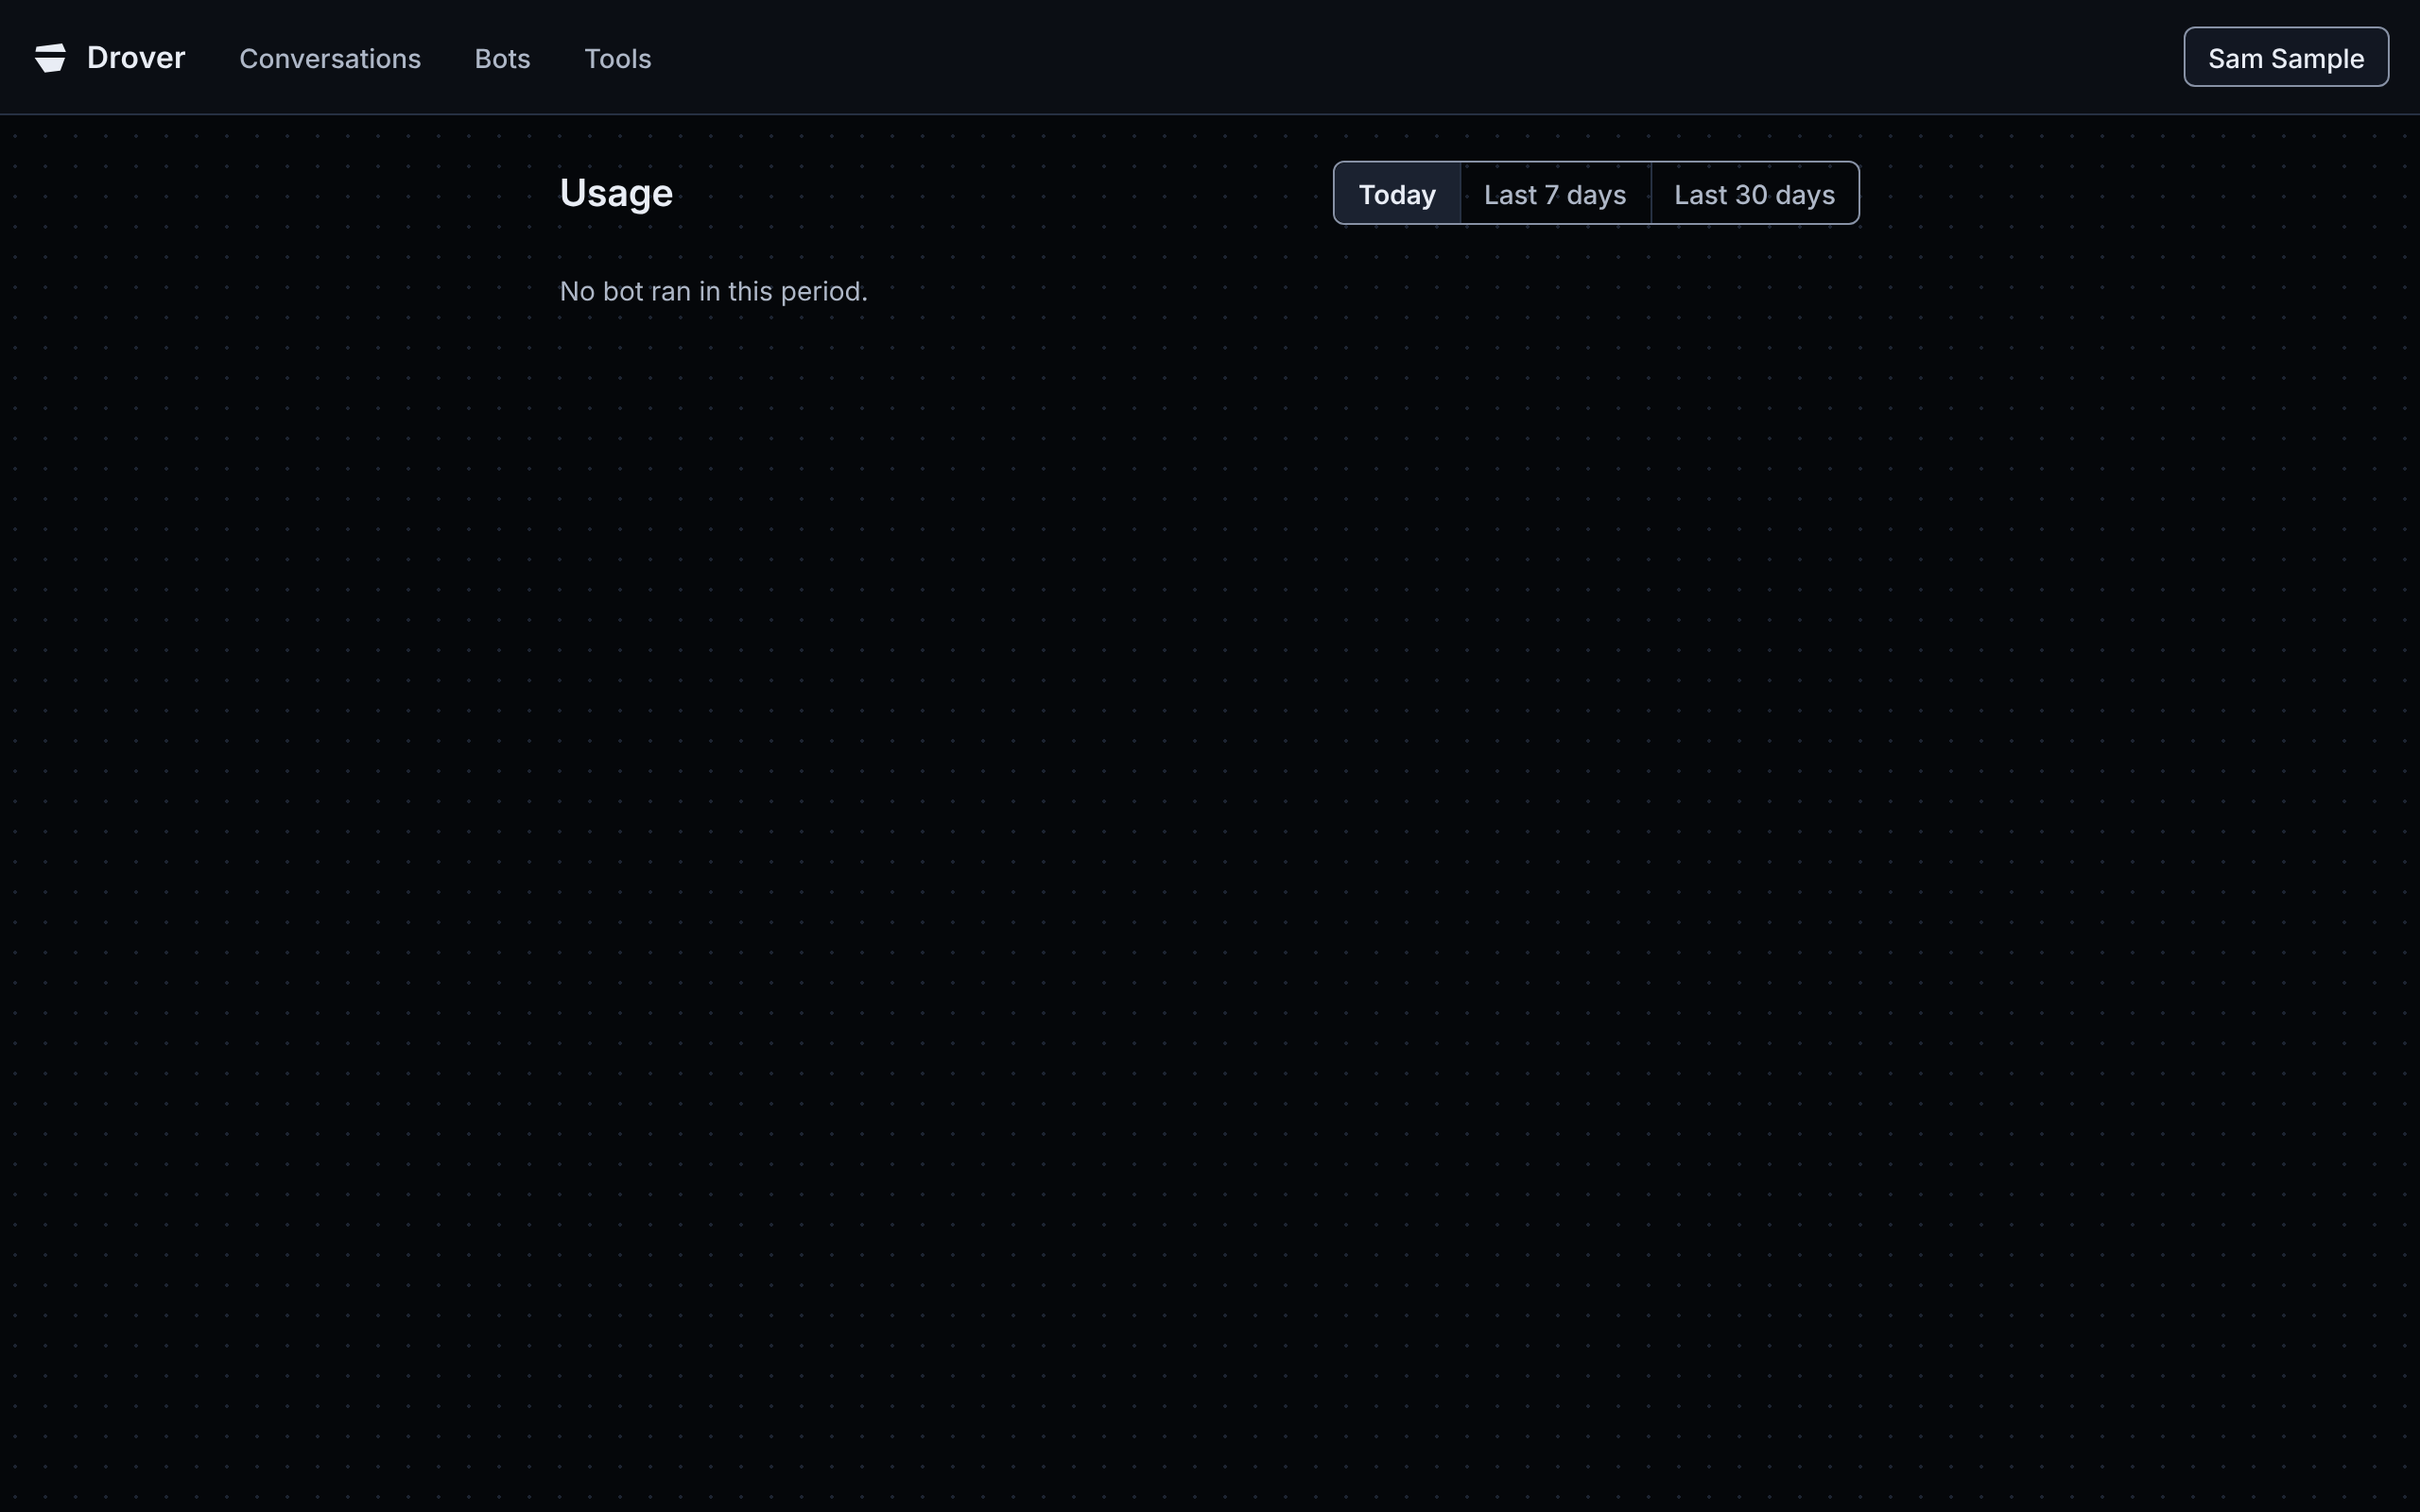 Drover Conversations Bots Tools Sam Sample
Usage Today Last 7 days Last 30 days
No bot ran in this period.